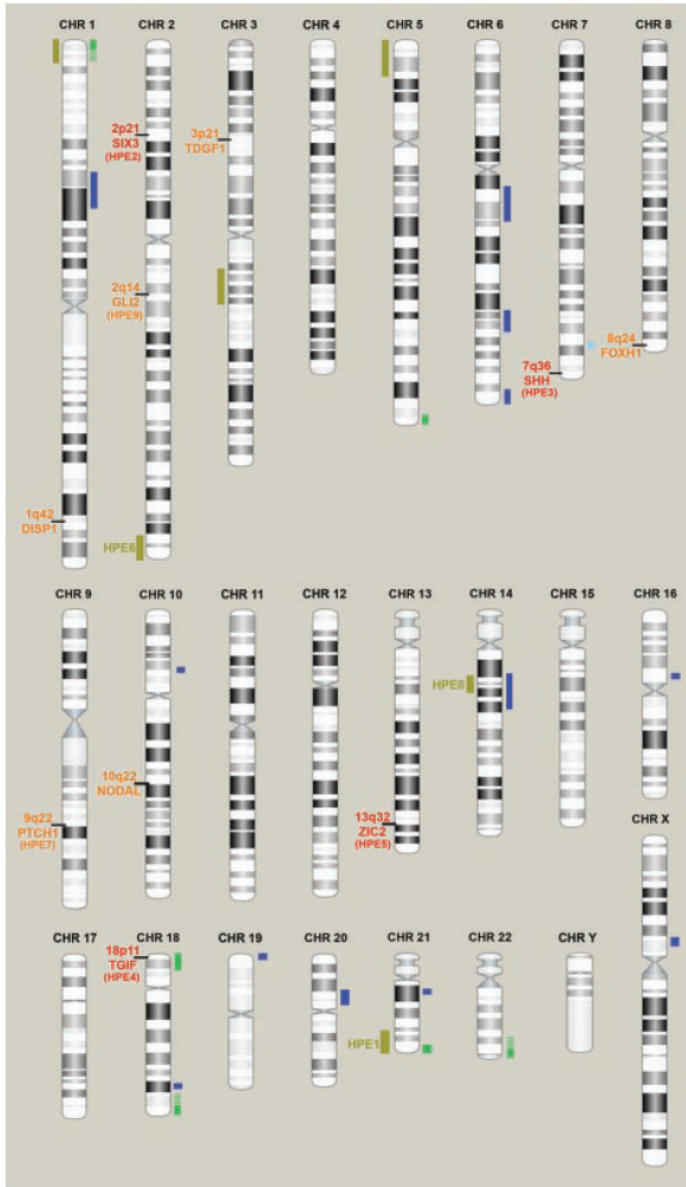 CHR 1
CHR 2
CHR 3
CHR 4
CHR 5
CHR 6
CHR 7
CHR 8
2p21
SIX3
(HPE2)
3p21
TDGF1
2q14
GLI2
(HPE9)
7q36
SHH
(HPE3)
8q24
FOXH1
1q42
DISP1
HPE6
CHR 9
CHR 10
CHR 11
CHR 12
CHR 13
CHR 14
CHR 15
CHR 16
HPE8
10q22
NODAL
9q22
PTCH1
(HPE7)
13q32
ZIC2
(HPE5)
CHR X
CHR 17
CHR 18
CHR 19
CHR 20
CHR 21
CHR 22
CHR Y
18p11
TGIF
(HPE4)
HPE1